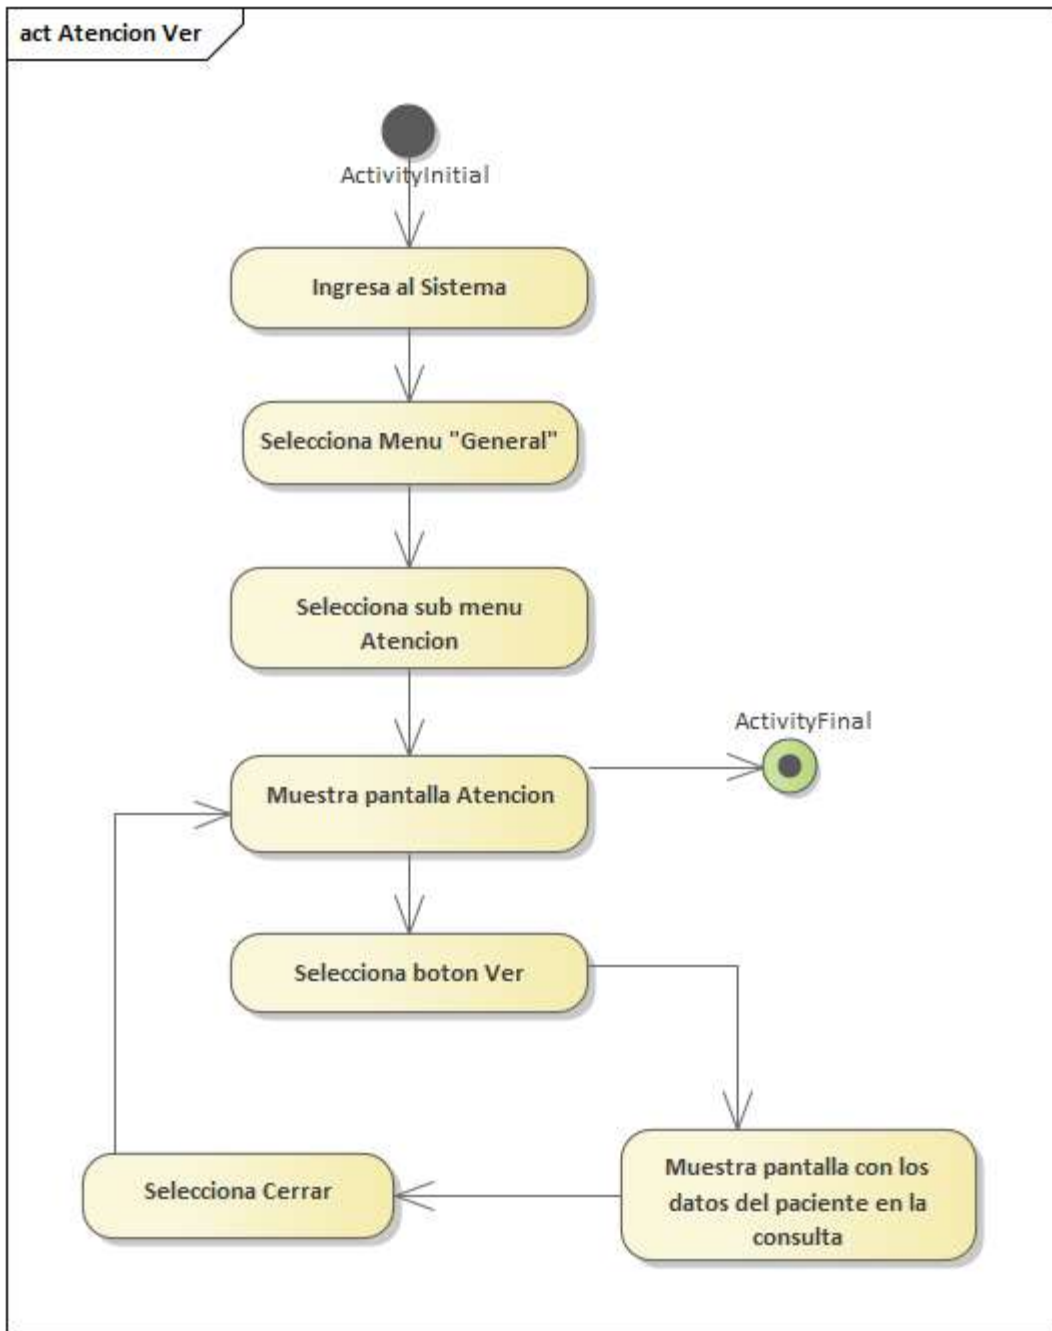 act Atencion Ver
ActivityInitial
Ingresa al Sistema
Selecciona Menu "General"
Selecciona sub menu
Atencion
ActivityFinal
Muestra pantalla Atencion
Selecciona boton Ver
Muestra pantalla con los
datos del paciente en la
consulta
Selecciona Cerrar